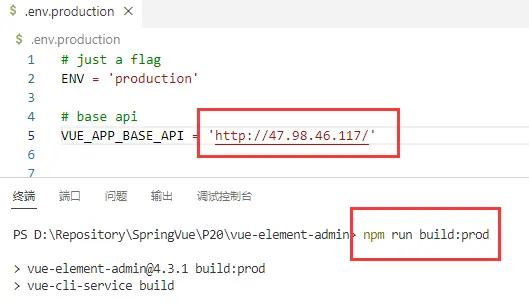 .env.production
.env.production
1 # just a flag
2 ENV = 'production'
3
4 # base api
5 VUE_APP_BASE_API = 'http://47.98.46.117/'
6
7
终端 端口 问题 输出 调试控制台
PS D:\Repository\SpringVue\P20\vue-element-admin> npm run build:prod
> vue-element-admin@4.3.1 build:prod
> vue-cli-service build